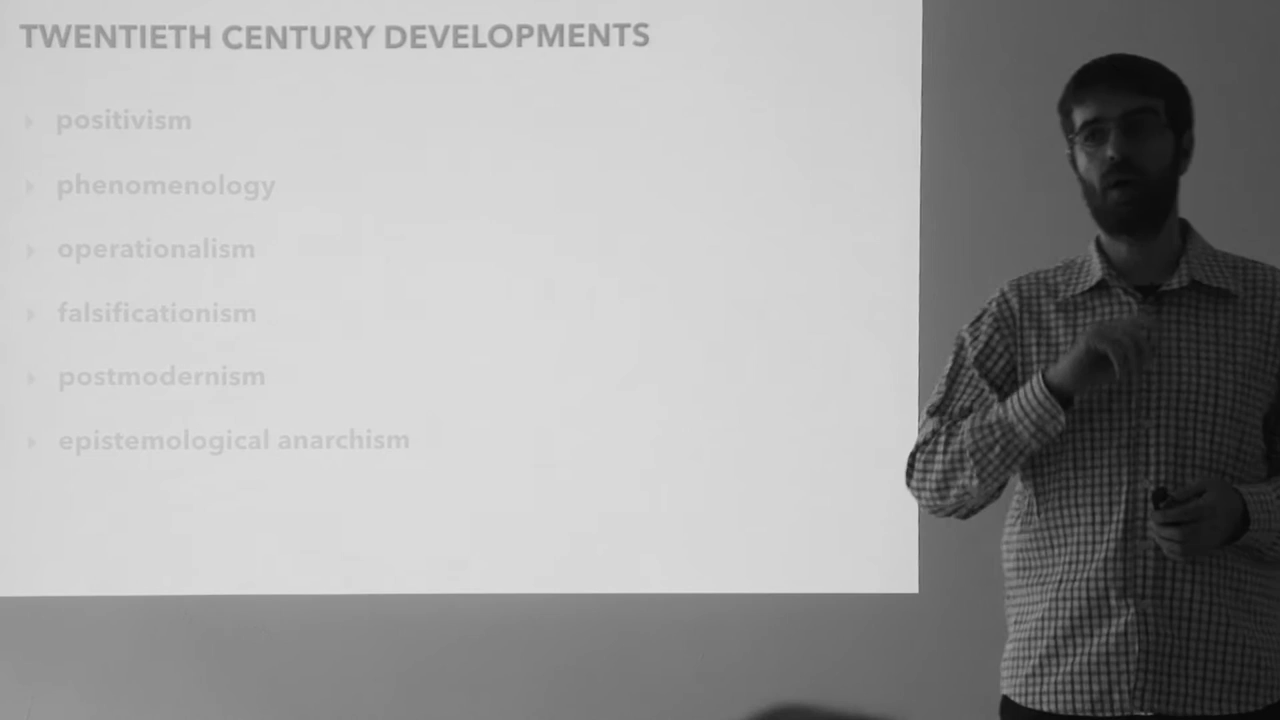 TWENTIETH CENTURY DEVELOPMENTS
positivism
phenomenology
operationalism
falsificationism
postmodernism
epistemological anarchism